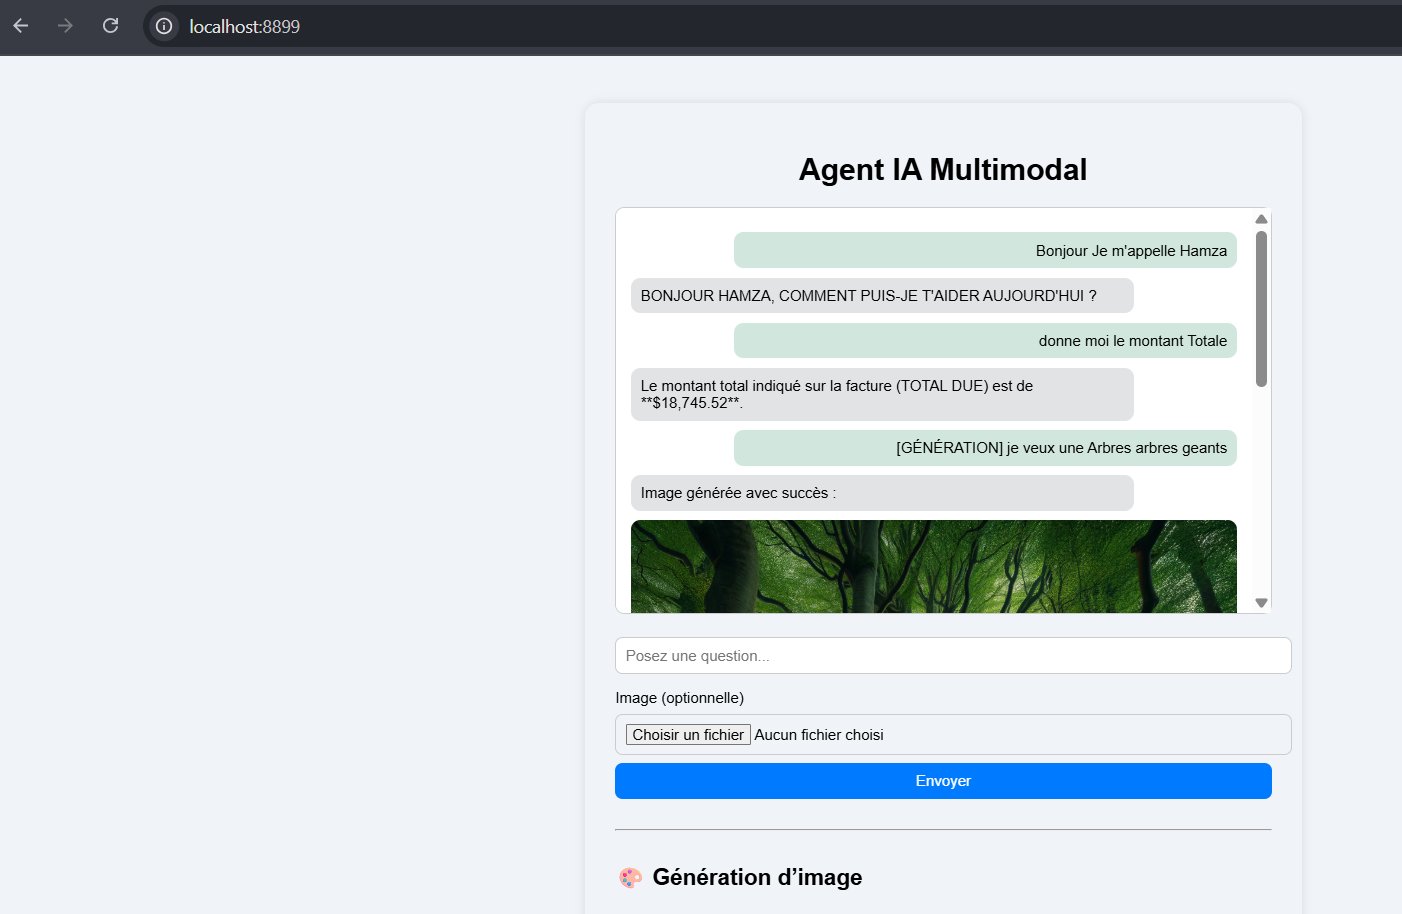 localhost:8899
Agent IA Multimodal
Bonjour Je m'appelle Hamza
BONJOUR HAMZA, COMMENT PUIS-JE T'AIDER AUJOURD'HUI ?
donne moi le montant Totale
Le montant total indiqué sur la facture (TOTAL DUE) est de
**$18,745.52**.
[GÉNÉRATION] je veux une Arbres arbres geants
Image générée avec succès :
Posez une question...
Image (optionnelle)
Choisir un fichier Aucun fichier choisi
Envoyer
Génération d’image